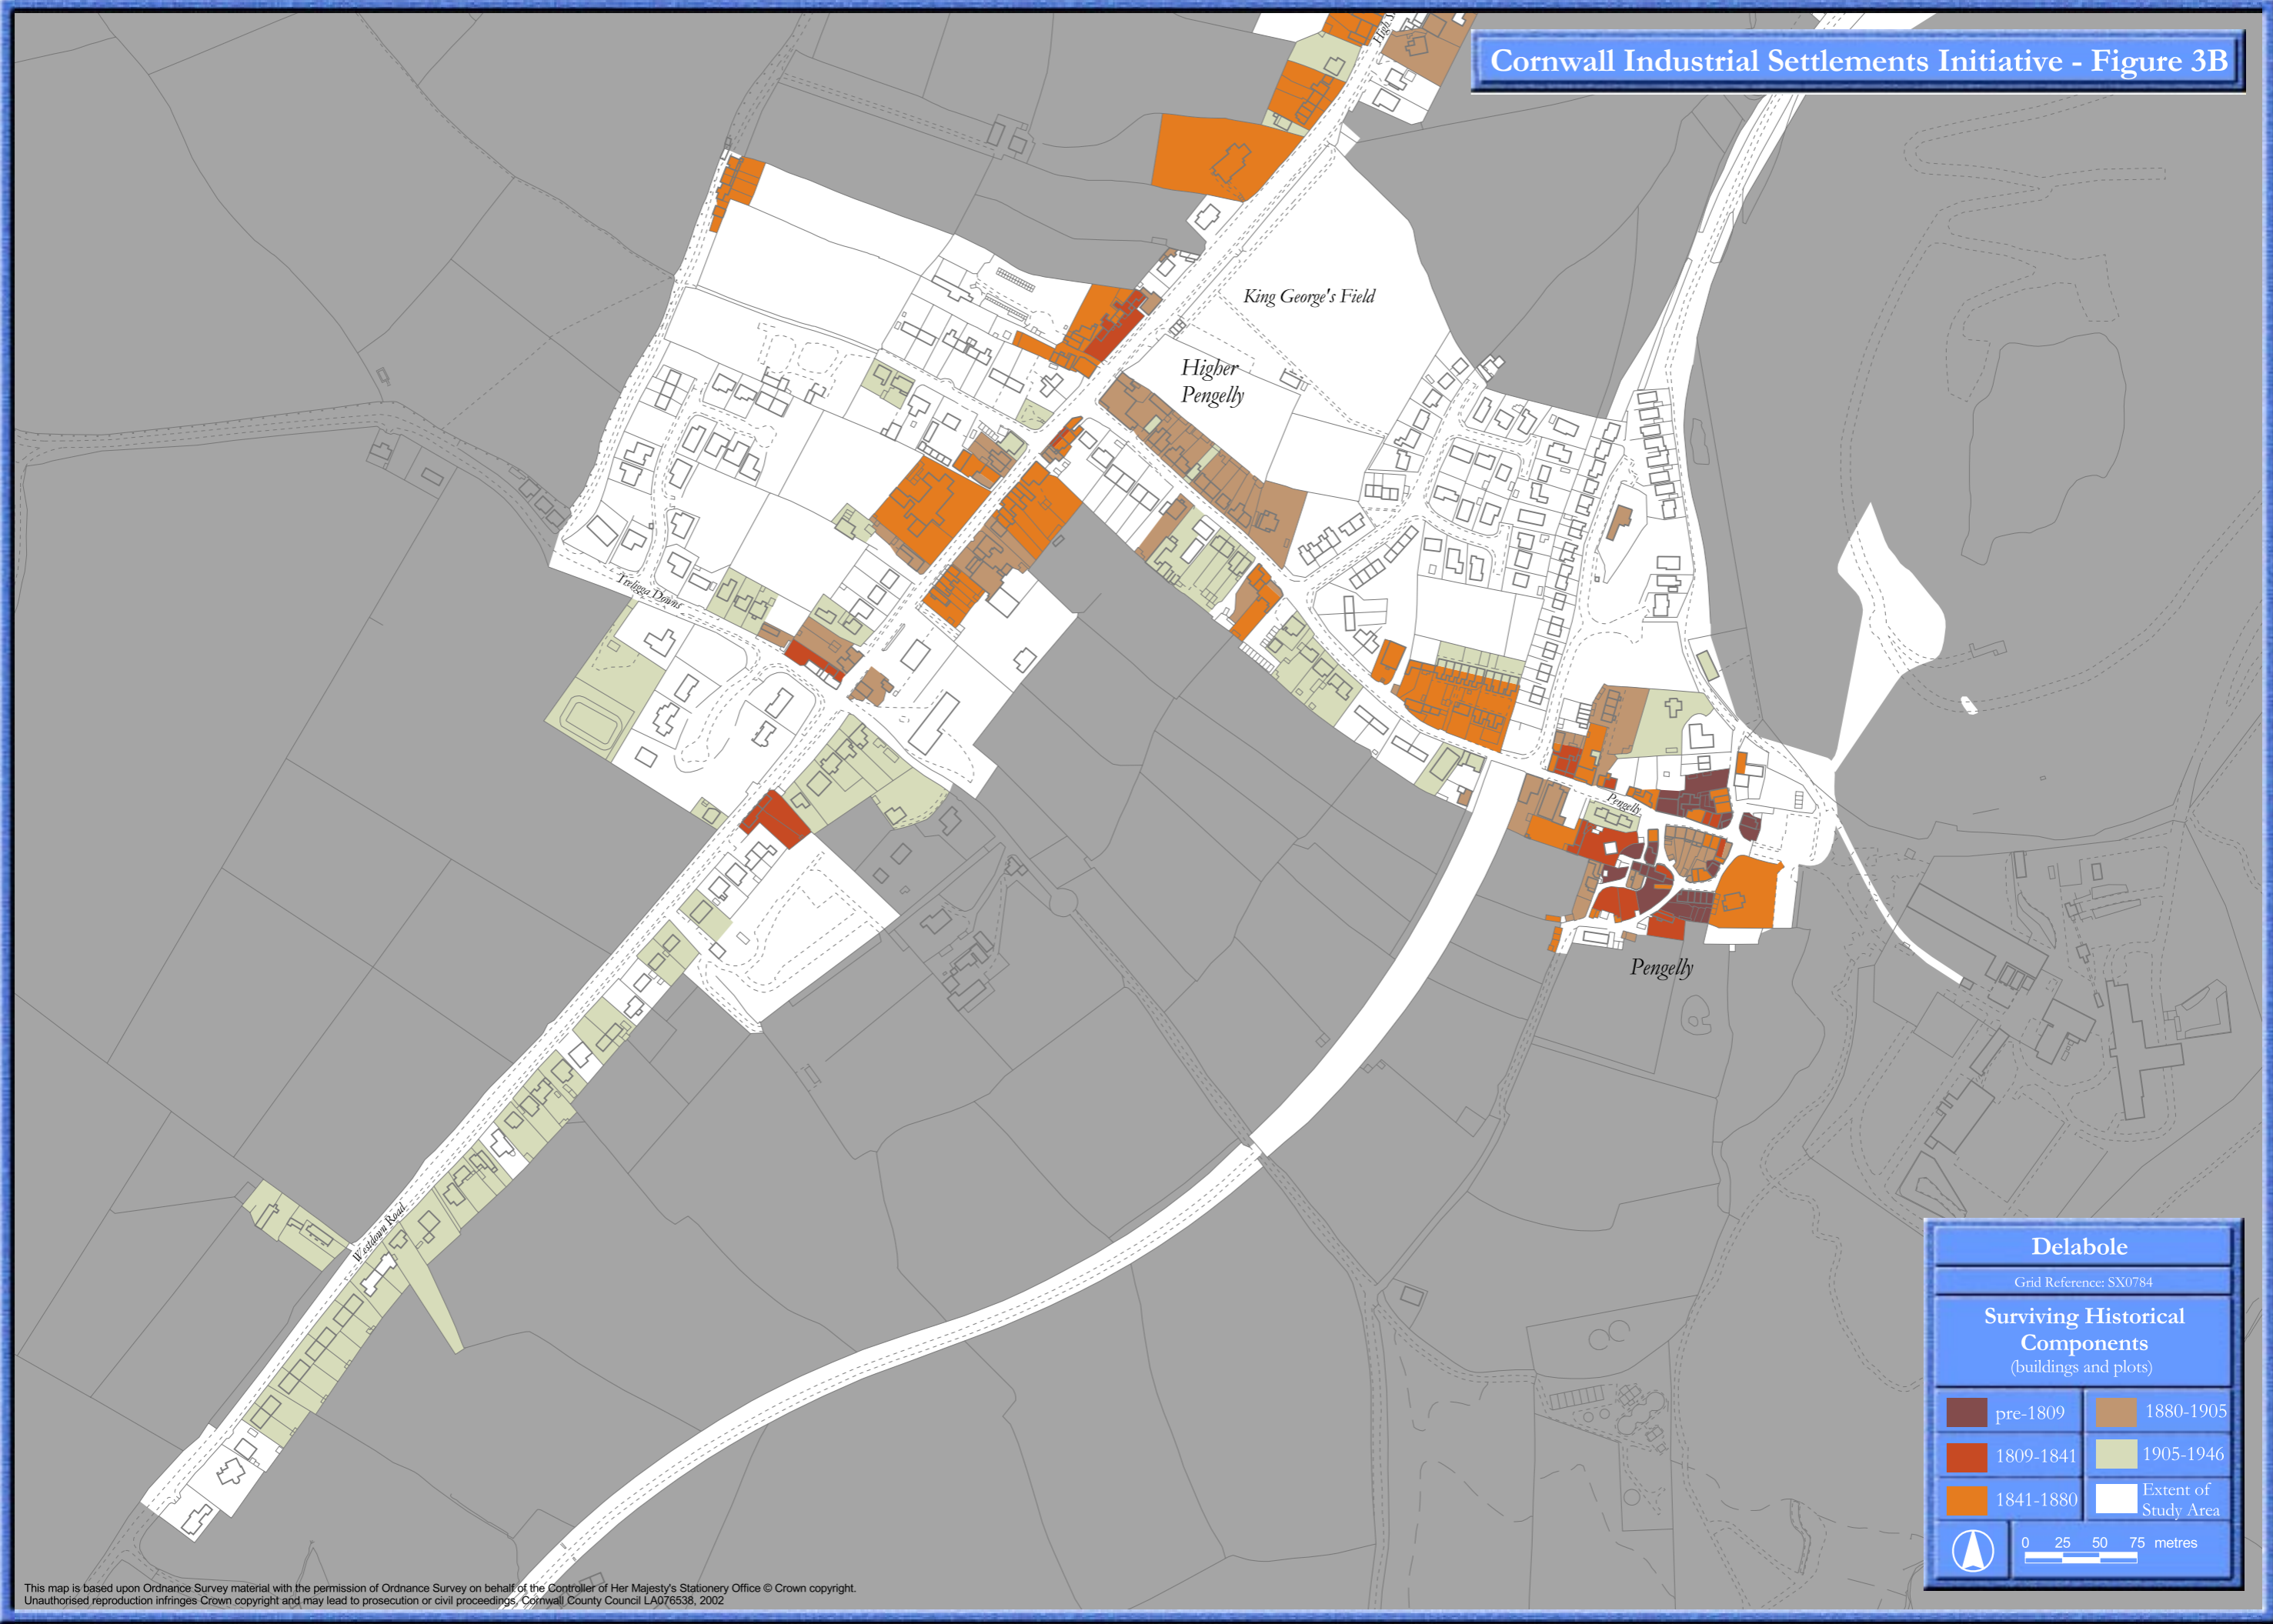 High S
Cornwall Industrial Settlements Initiative - Figure 3B
King George's Field
Higher
Pengelly
Treligga Downs
Pengelly
Pengelly
Westdown Road
Delabole
Grid Reference: SX0784
Surviving Historical
Components
(buildings and plots)
pre-1809
1880-1905
1809-1841
1905-1946
1841-1880
Extent of
Study Area
0 25 50 75 metres
This map is based upon Ordnance Survey material with the permission of Ordnance Survey on behalf of the Controller of Her Majesty's Stationery Office © Crown copyright.
Unauthorised reproduction infringes Crown copyright and may lead to prosecution or civil proceedings, Cornwall County Council LA076538, 2002